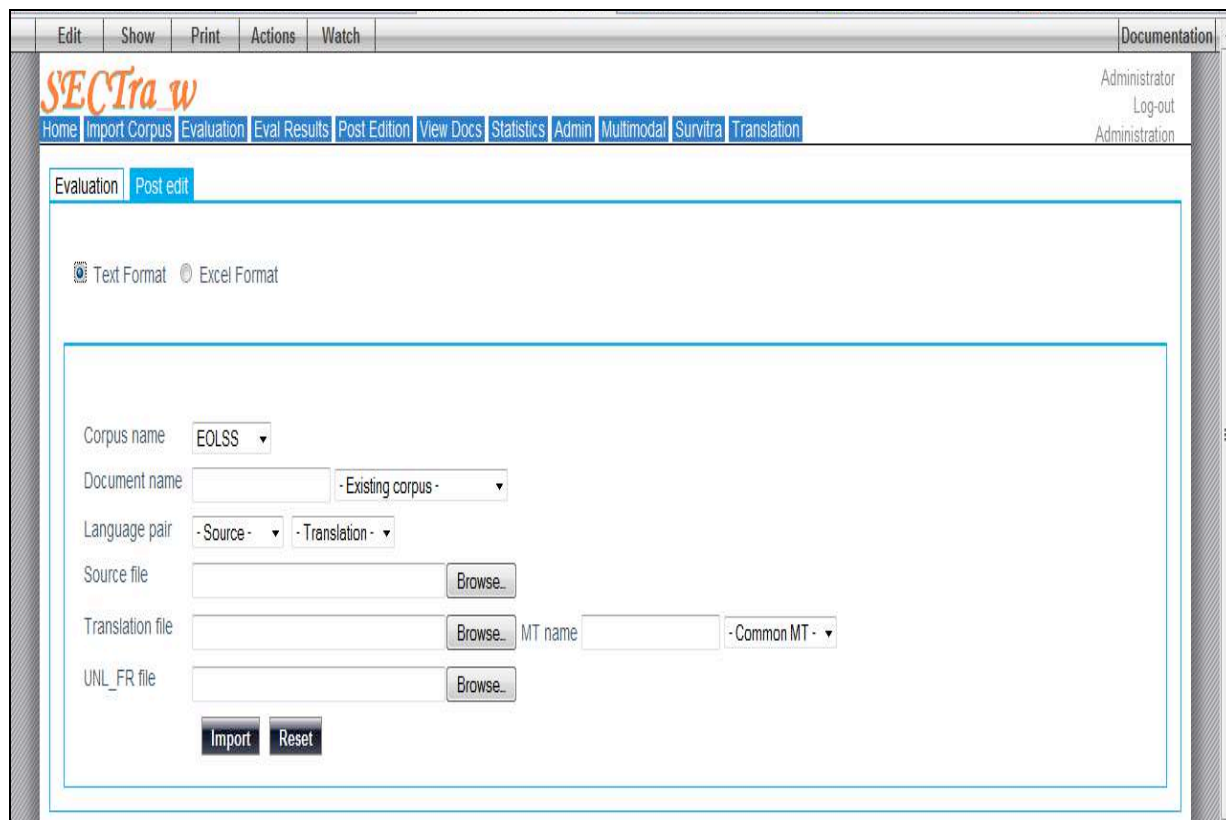 Edit Show Print Actions Watch Documentation
SECTra_w
Administrator
Log-out
Administration
Home Import Corpus Evaluation Eval Results Post Edition View Docs Statistics Admin Multimodal Survitra Translation
Evaluation Post edit
Text Format Excel Format
Corpus name EOLSS
Document name - Existing corpus -
Language pair - Source - - Translation -
Source file Browse...
Translation file Browse... MT name - Common MT -
UNL_FR file Browse...
Import Reset